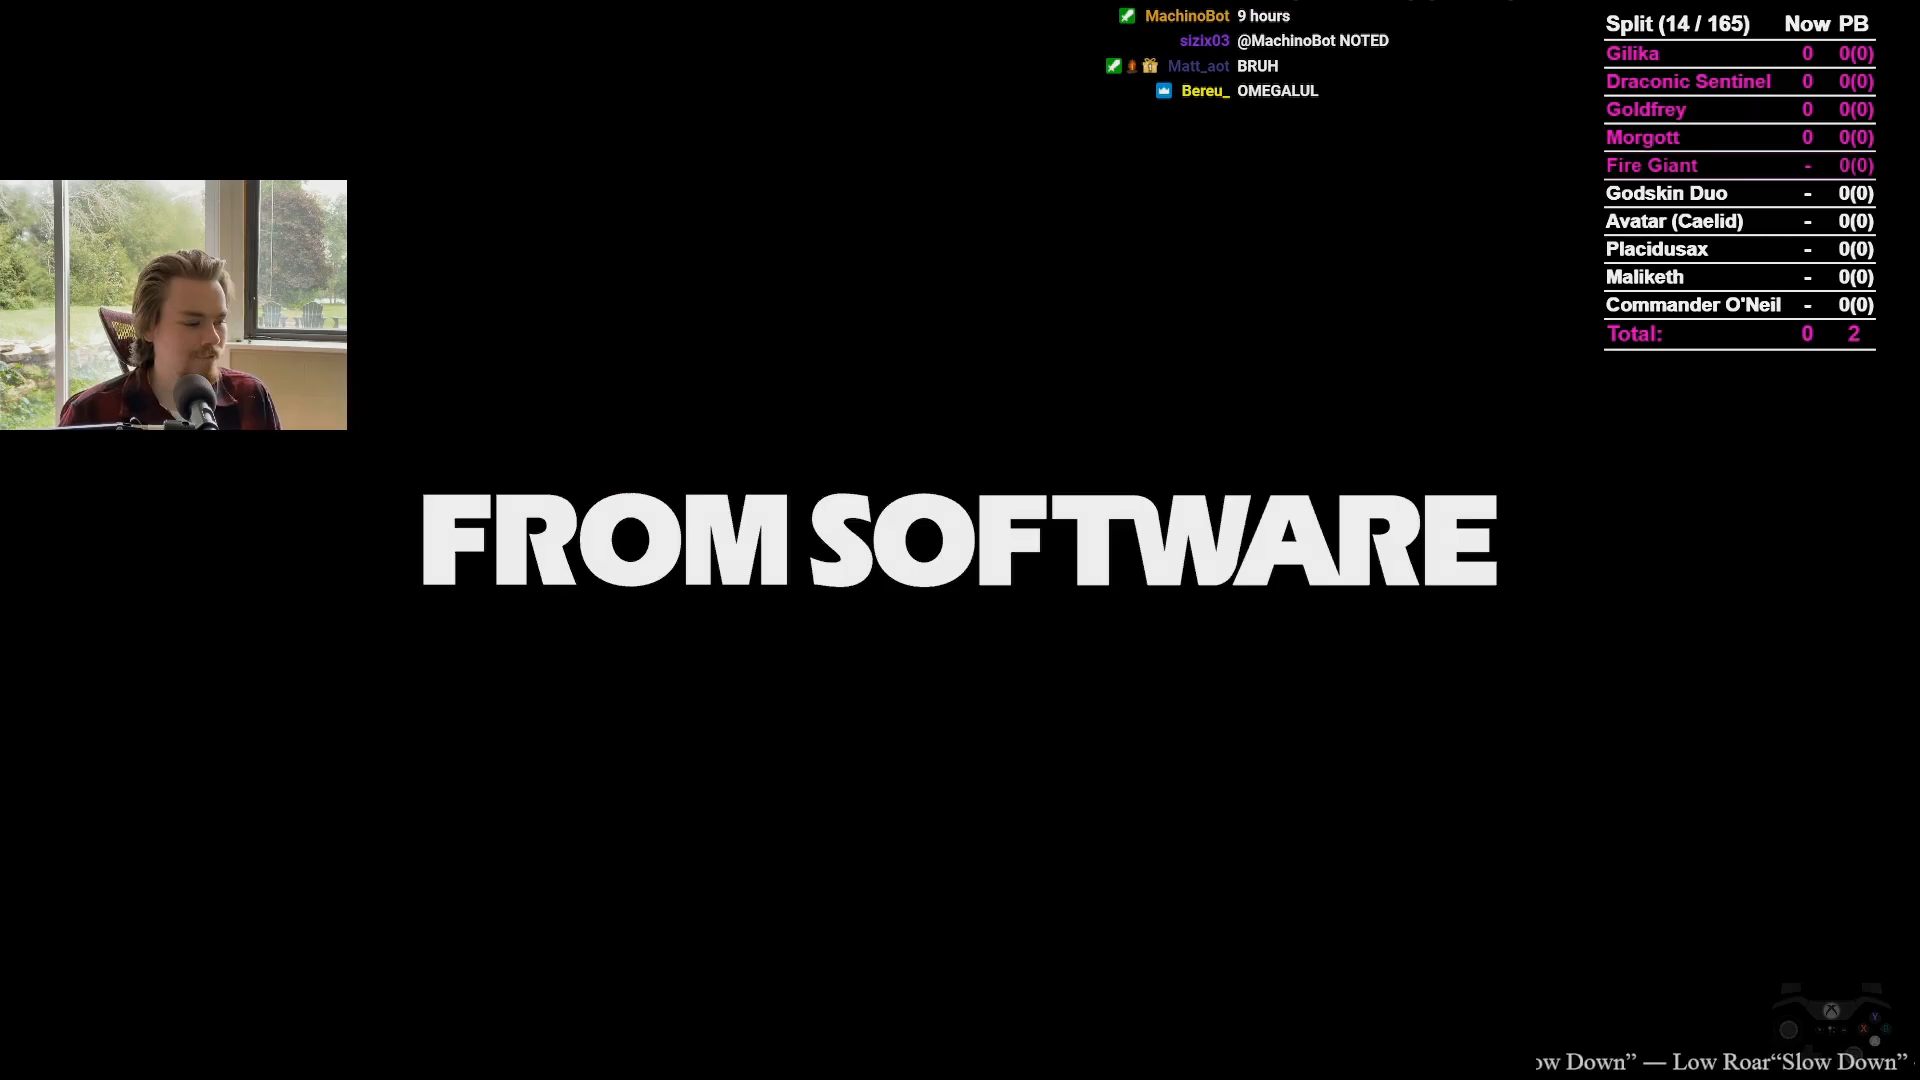 MachinoBot 9 hours
sizix03 @MachinoBot NOTED
Matt_aot BRUH
Bereu_ OMEGALUL
Split (14 / 165) Now PB
Gilika 0 0(0)
Draconic Sentinel 0 0(0)
Goldfrey 0 0(0)
Morgott 0 0(0)
Fire Giant - 0(0)
Godskin Duo - 0(0)
Avatar (Caelid) - 0(0)
Placidusax - 0(0)
Maliketh - 0(0)
Commander O'Neil - 0(0)
Total: 0 2
FROM SOFTWARE
X Y B
ow Down” — Low Roar“Slow Down”